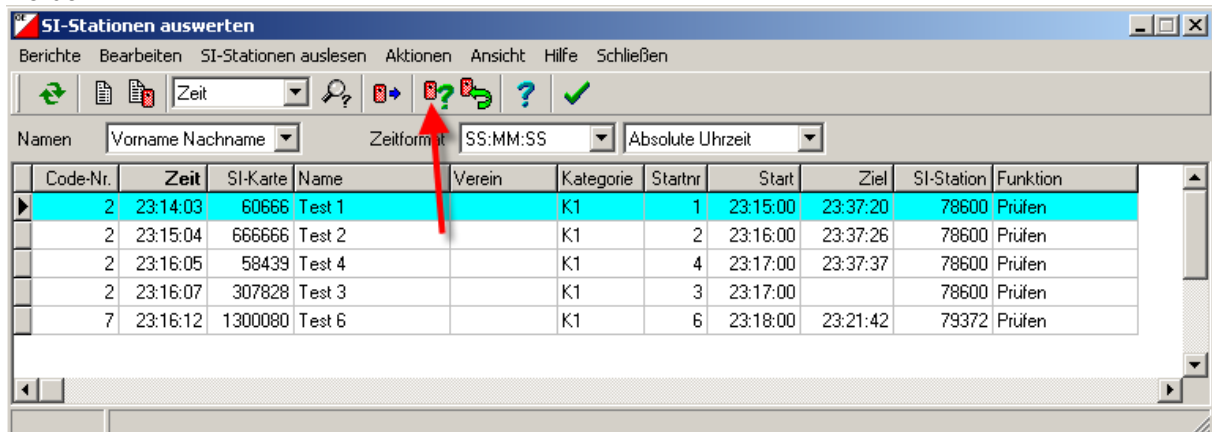 OE SI-Stationen auswerten
Berichte Bearbeiten SI-Stationen auslesen Aktionen Ansicht Hilfe Schließen
Zeit
Namen Vorname Nachname Zeitformat SS:MM:SS Absolute Uhrzeit
Code-Nr. Zeit SI-Karte Name Verein Kategorie Startnr Start Ziel SI-Station Funktion
2 23:14:03 60666 Test 1 K1 1 23:15:00 23:37:20 78600 Prüfen
2 23:15:04 666666 Test 2 K1 2 23:16:00 23:37:26 78600 Prüfen
2 23:16:05 58439 Test 4 K1 4 23:17:00 23:37:37 78600 Prüfen
2 23:16:07 307828 Test 3 K1 3 23:17:00 78600 Prüfen
7 23:16:12 1300080 Test 6 K1 6 23:18:00 23:21:42 79372 Prüfen